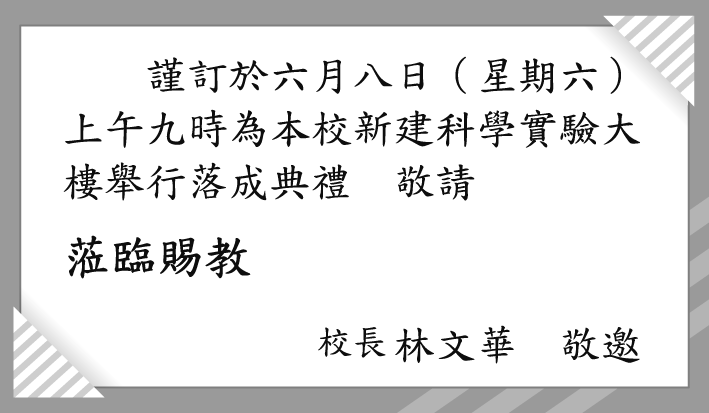 謹訂於六月八日（星期六）
上午九時為本校新建科學實驗大
樓舉行落成典禮　敬請
蒞臨賜教
校長林文華　敬邀